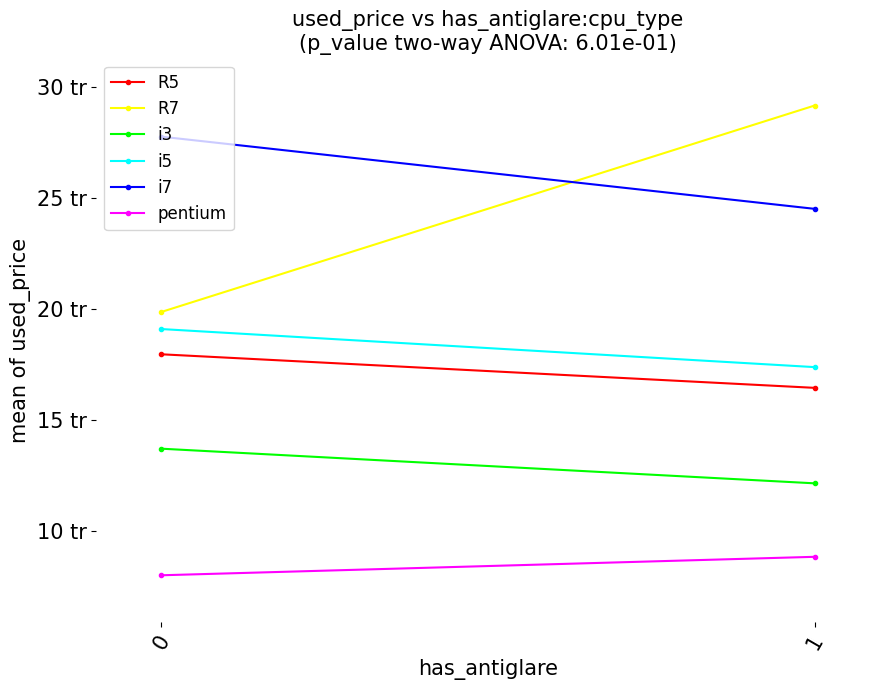 used_price vs has_antiglare:cpu_type
(p_value two-way ANOVA: 6.01e-01)
30 tr
25 tr
20 tr
15 tr
10 tr
mean of used_price
R5
R7
i3
i5
i7
pentium
0
1
has_antiglare